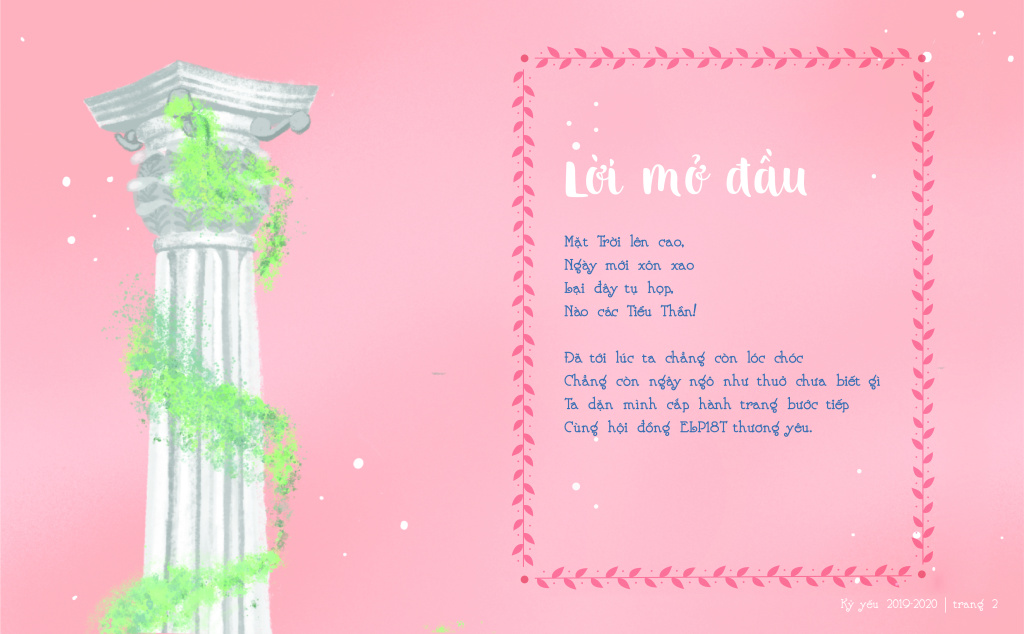 Lời mở đầu
Mặt Trời lên cao,
Ngày mới xôn xao
Lại đây tụ họp,
Nào các Tiểu Thần!
Đã tới lúc ta chẳng còn lóc chóc
Chẳng còn ngây ngô như thuở chưa biết gì
Ta dặn mình cắp hành trang bước tiếp
Cùng hội đồng ELP18T thương yêu.
Kỷ yếu 2019-2020 | trang 2